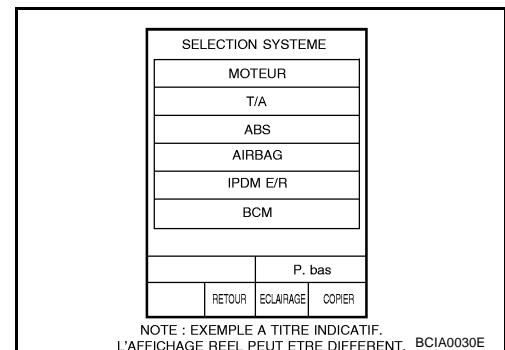 SELECTION SYSTEME
MOTEUR
T/A
ABS
AIRBAG
IPDM E/R
BCM
P. bas
RETOUR ECLAIRAGE COPIER
NOTE : EXEMPLE A TITRE INDICATIF.
L'AFFICHAGE REEL PEUT ETRE DIFFERENT. BCIA0030E